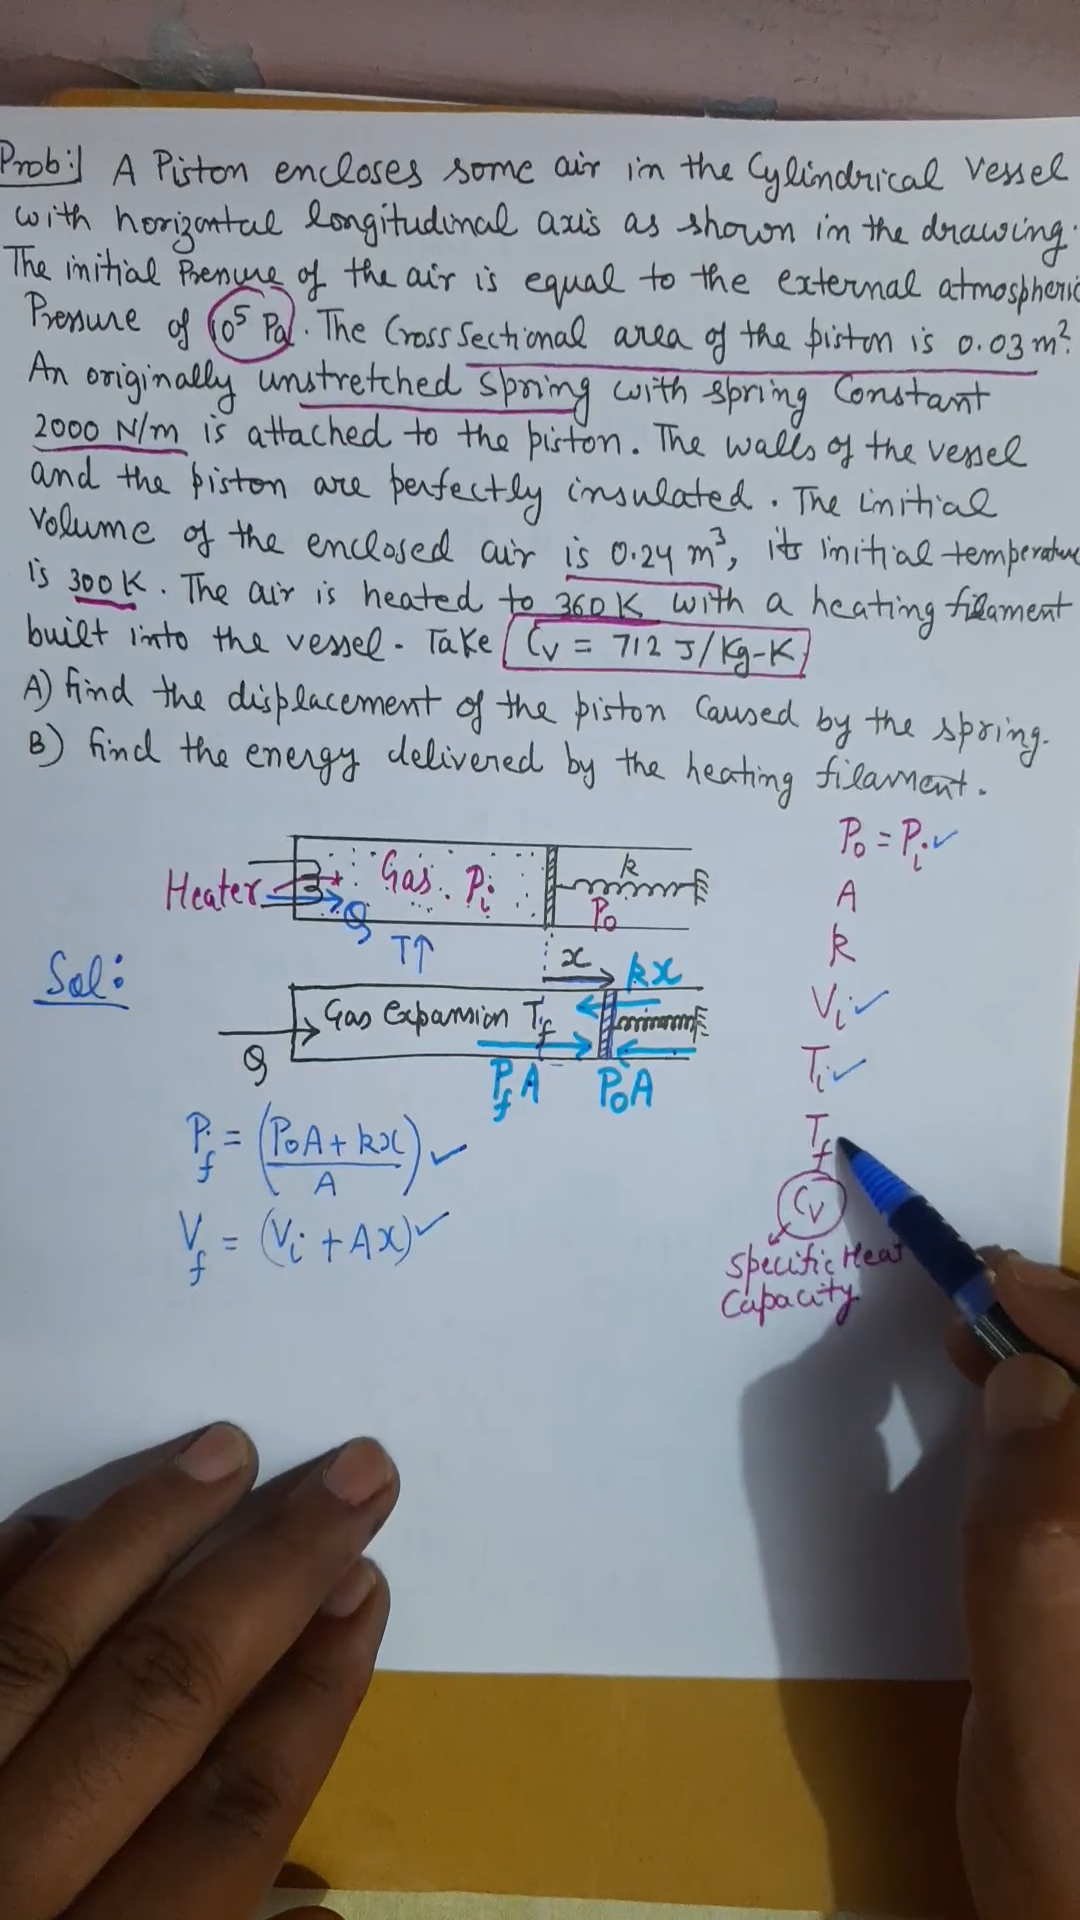 Prob:] A Piston encloses some air in the Cylindrical Vessel
with horizontal longitudinal axis as shown in the drawing.
The initial Pressure of the air is equal to the external atmospheric
Pressure of 10⁵ Pa. The Cross Sectional area of the piston is 0.03 m².
An originally unstretched spring with spring Constant
2000 N/m is attached to the piston. The walls of the vessel
and the piston are perfectly insulated. The initial
Volume of the enclosed air is 0.24 m³, its initial temperature
is 300 K. The air is heated to 360 K with a heating filament
built into the vessel. Take Cv = 712 J/Kg-K
A) find the displacement of the piston Caused by the spring.
B) find the energy delivered by the heating filament.
P₀ = Pᵢ ✓
Heater
Gas Pᵢ
k
P₀
Q
T↑
A
k
Sol:
x
kx
Gas Expansion T_f
Q
P_f A
P₀A
Vᵢ ✓
Tᵢ ✓
T_f
P_f = (P₀A + kx / A) ✓
V_f = (Vᵢ + Ax) ✓
Cv
Specific Heat
Capacity